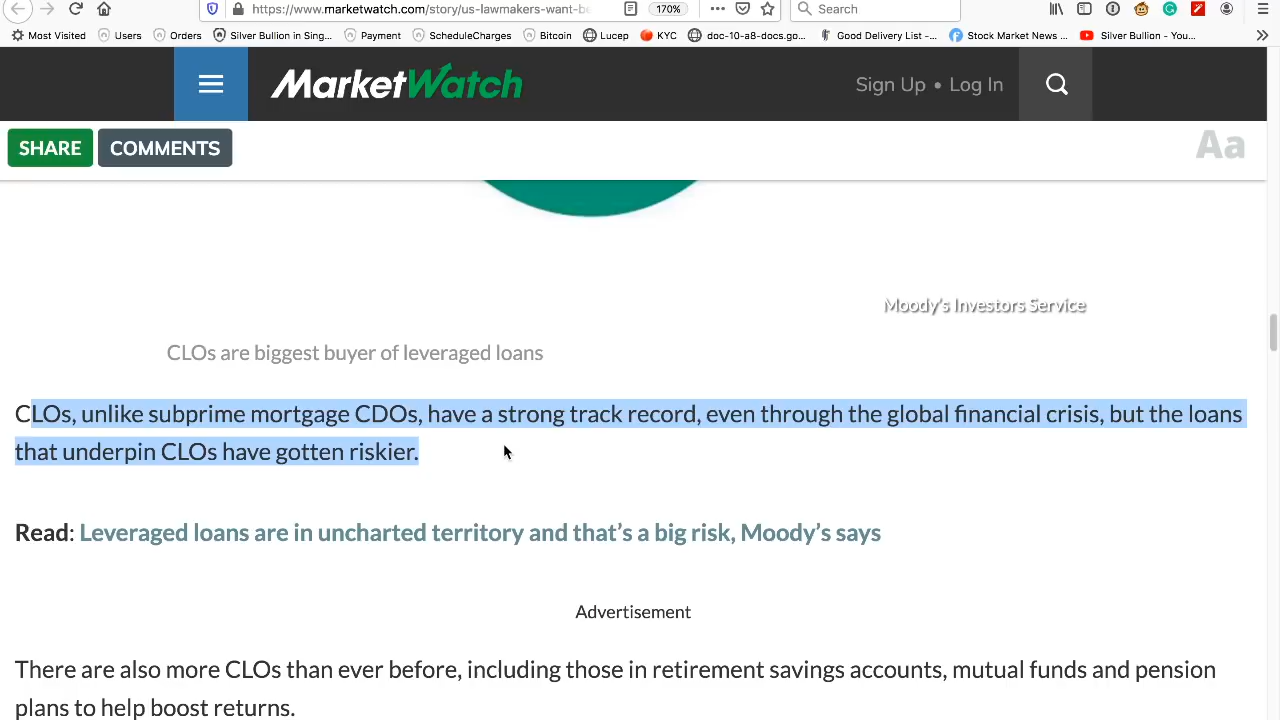 https://www.marketwatch.com/story/us-lawmakers-want-be
170%
Search
Most Visited
Users
Orders
Silver Bullion in Sing...
Payment
ScheduleCharges
Bitcoin
Lucep
KYC
doc-10-a8-docs.go...
Good Delivery List -...
Stock Market News ...
Silver Bullion - You...
MarketWatch
Sign Up • Log In
SHARE
COMMENTS
Aa
Moody's Investors Service
CLOs are biggest buyer of leveraged loans
CLOs, unlike subprime mortgage CDOs, have a strong track record, even through the global financial crisis, but the loans
that underpin CLOs have gotten riskier.
Read: Leveraged loans are in uncharted territory and that's a big risk, Moody's says
Advertisement
There are also more CLOs than ever before, including those in retirement savings accounts, mutual funds and pension
plans to help boost returns.